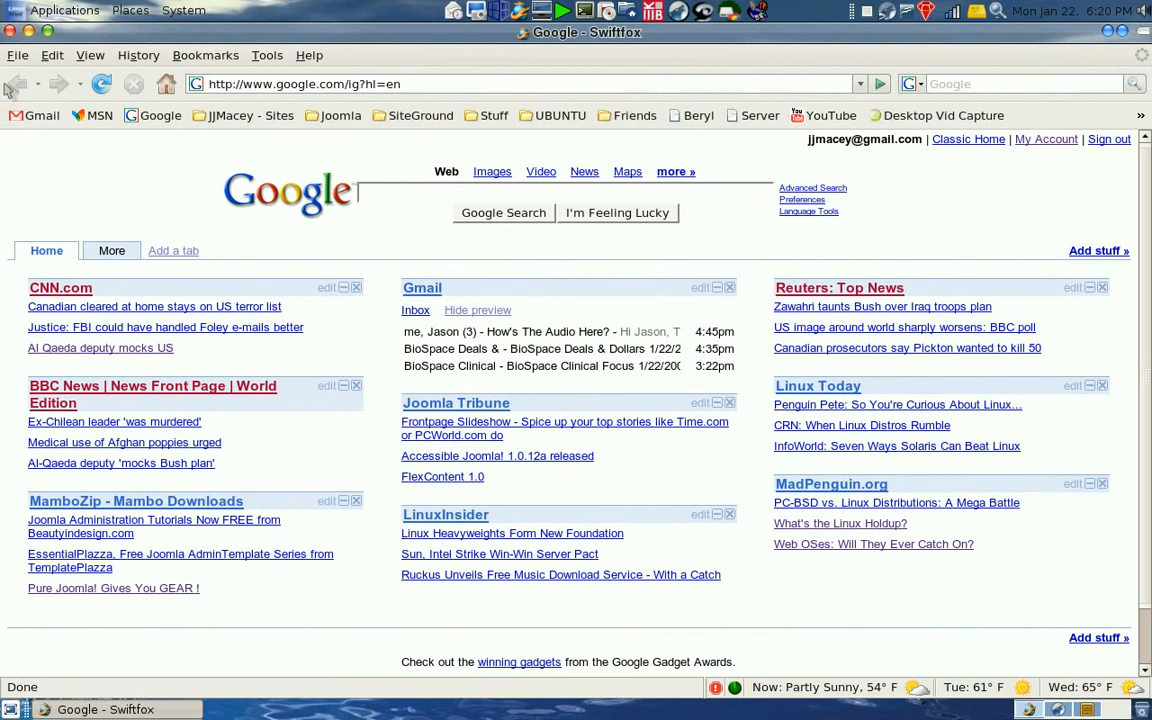 Applications Places System Mon Jan 22, 6:20 PM
Google - Swiftfox
File Edit View History Bookmarks Tools Help
http://www.google.com/ig?hl=en Google
Gmail MSN Google JJMacey - Sites Joomla SiteGround Stuff UBUNTU Friends Beryl Server YouTube Desktop Vid Capture »
jjmacey@gmail.com | Classic Home | My Account | Sign out
Web Images Video News Maps more »
Google
Advanced Search
Preferences
Language Tools
Google Search I'm Feeling Lucky
Home More Add a tab Add stuff »
CNN.com edit
Canadian cleared at home stays on US terror list
Justice: FBI could have handled Foley e-mails better
Al Qaeda deputy mocks US
BBC News | News Front Page | World
Edition edit
Ex-Chilean leader 'was murdered'
Medical use of Afghan poppies urged
Al-Qaeda deputy 'mocks Bush plan'
MamboZip - Mambo Downloads edit
Joomla Administration Tutorials Now FREE from
Beautyindesign.com
EssentialPlazza, Free Joomla AdminTemplate Series from
TemplatePlazza
Pure Joomla! Gives You GEAR !
Gmail edit
Inbox Hide preview
me, Jason (3) - How's The Audio Here? - Hi Jason, T 4:45pm
BioSpace Deals & - BioSpace Deals & Dollars 1/22/2 4:35pm
BioSpace Clinical - BioSpace Clinical Focus 1/22/200 3:22pm
Joomla Tribune edit
Frontpage Slideshow - Spice up your top stories like Time.com
or PCWorld.com do
Accessible Joomla! 1.0.12a released
FlexContent 1.0
LinuxInsider edit
Linux Heavyweights Form New Foundation
Sun, Intel Strike Win-Win Server Pact
Ruckus Unveils Free Music Download Service - With a Catch
Reuters: Top News edit
Zawahri taunts Bush over Iraq troops plan
US image around world sharply worsens: BBC poll
Canadian prosecutors say Pickton wanted to kill 50
Linux Today edit
Penguin Pete: So You're Curious About Linux...
CRN: When Linux Distros Rumble
InfoWorld: Seven Ways Solaris Can Beat Linux
MadPenguin.org edit
PC-BSD vs. Linux Distributions: A Mega Battle
What's the Linux Holdup?
Web OSes: Will They Ever Catch On?
Add stuff »
Check out the winning gadgets from the Google Gadget Awards.
Done Now: Partly Sunny, 54° F Tue: 61° F Wed: 65° F
Google - Swiftfox